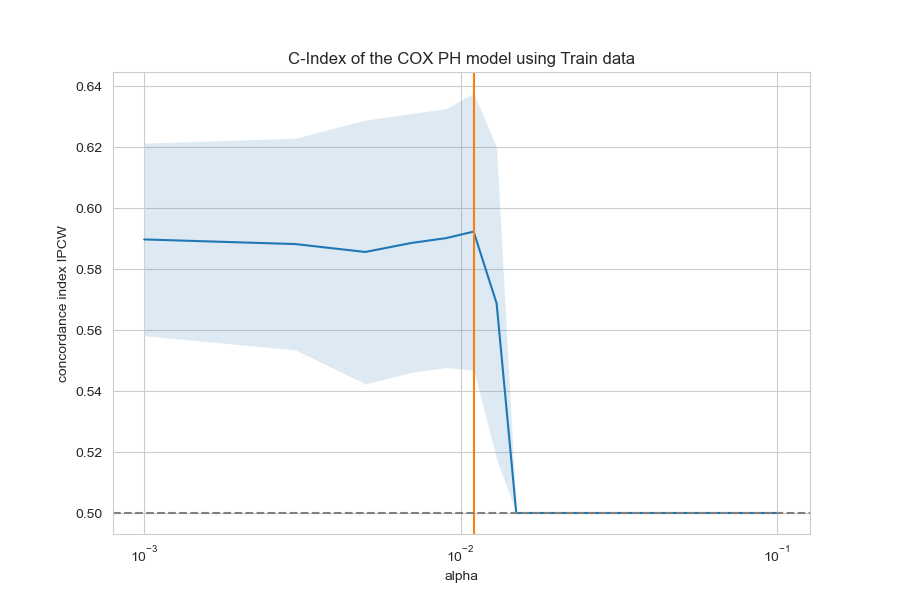 C-Index of the COX PH model using Train data
concordance index IPCW
0.64
0.62
0.60
0.58
0.56
0.54
0.52
0.50
10⁻³ 10⁻² 10⁻¹
alpha